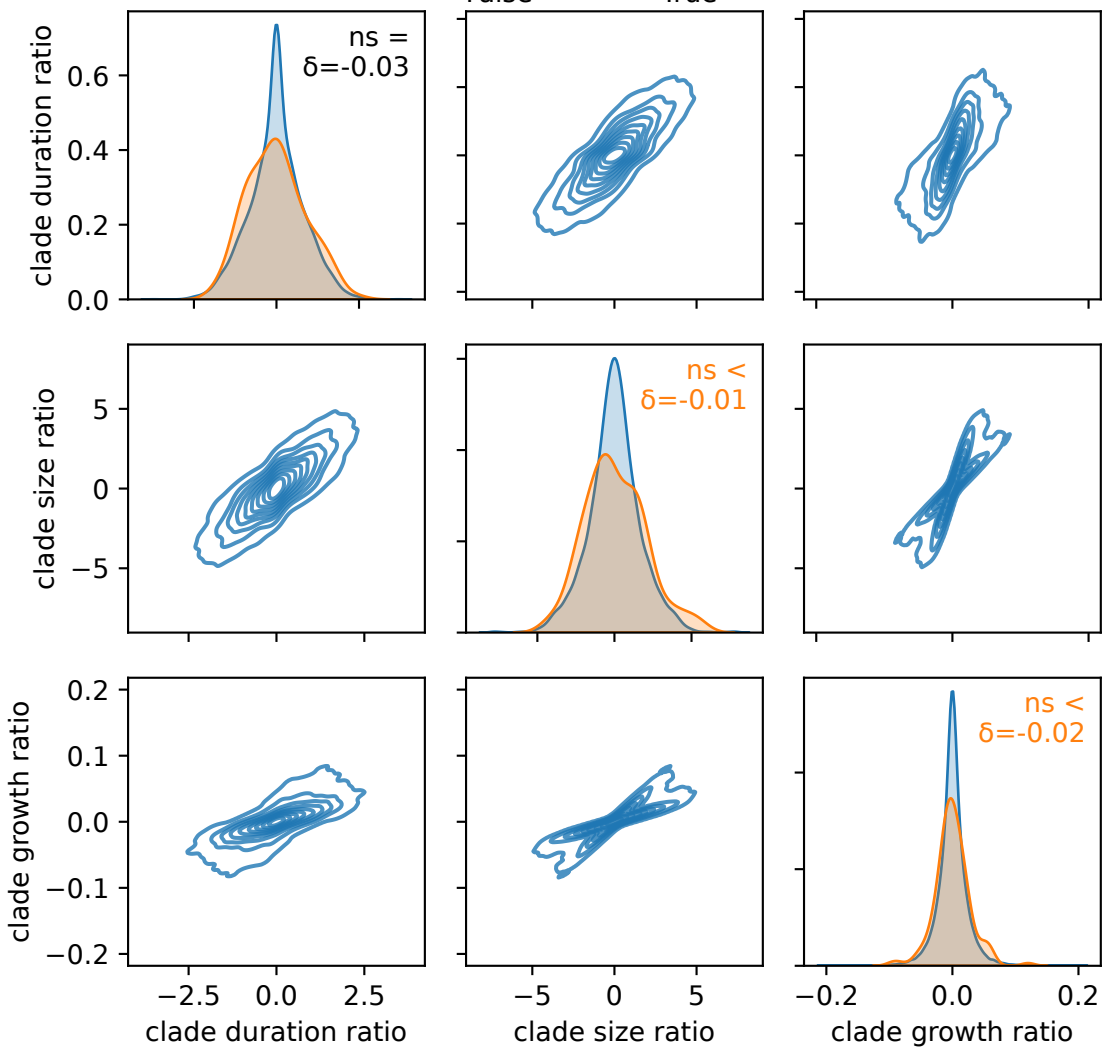 clade duration ratio
0.6
0.4
0.2
0.0
ns =
δ=-0.03
clade size ratio
5
0
−5
ns <
δ=-0.01
clade growth ratio
0.2
0.1
0.0
−0.1
−0.2
ns <
δ=-0.02
−2.5 0.0 2.5
−5 0 5
−0.2 0.0 0.2
clade duration ratio
clade size ratio
clade growth ratio